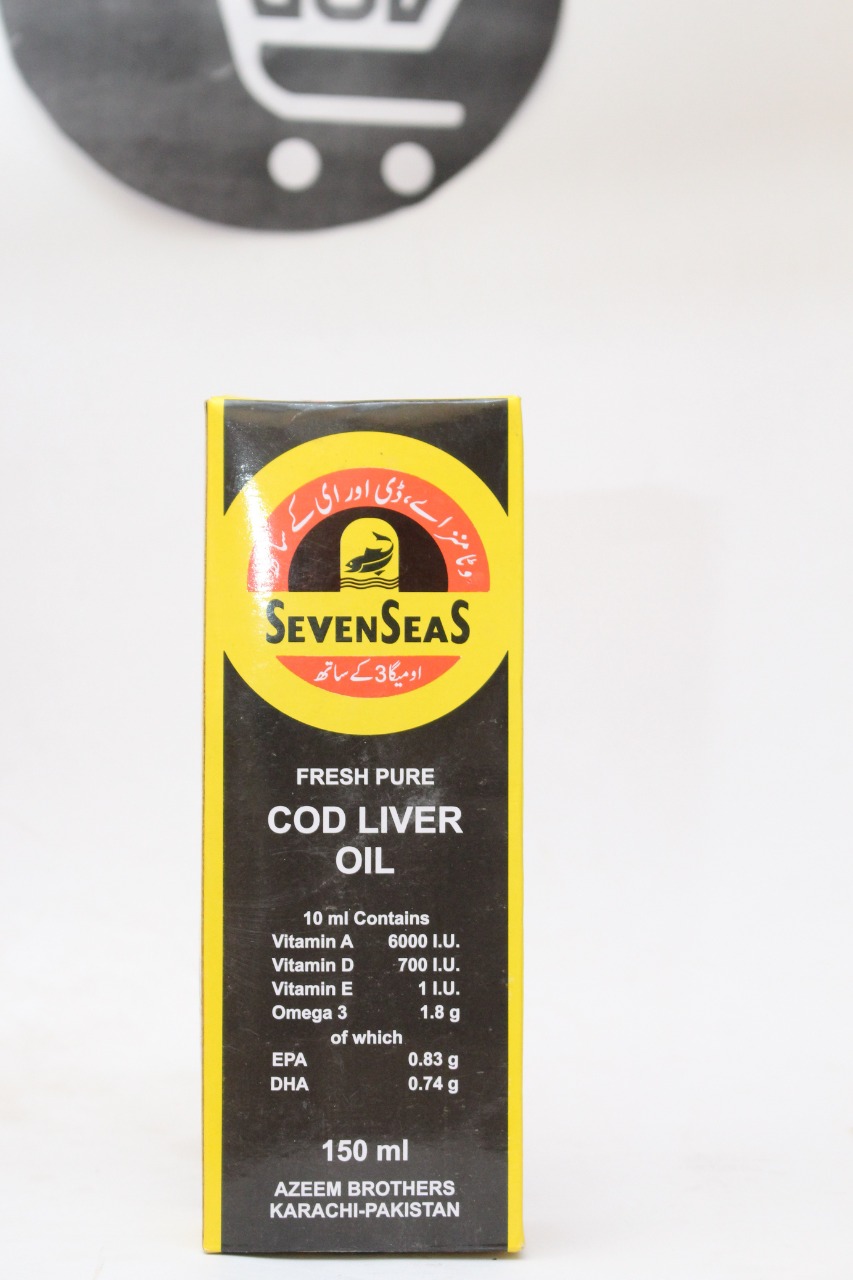 وٹامنز اے، ڈی اور ای کے ساتھ
SEVENSEAS
اومیگا 3 کے ساتھ
FRESH PURE
COD LIVER
OIL
10 ml Contains
Vitamin A 6000 I.U.
Vitamin D 700 I.U.
Vitamin E 1 I.U.
Omega 3 1.8 g
of which
EPA 0.83 g
DHA 0.74 g
150 ml
AZEEM BROTHERS
KARACHI-PAKISTAN